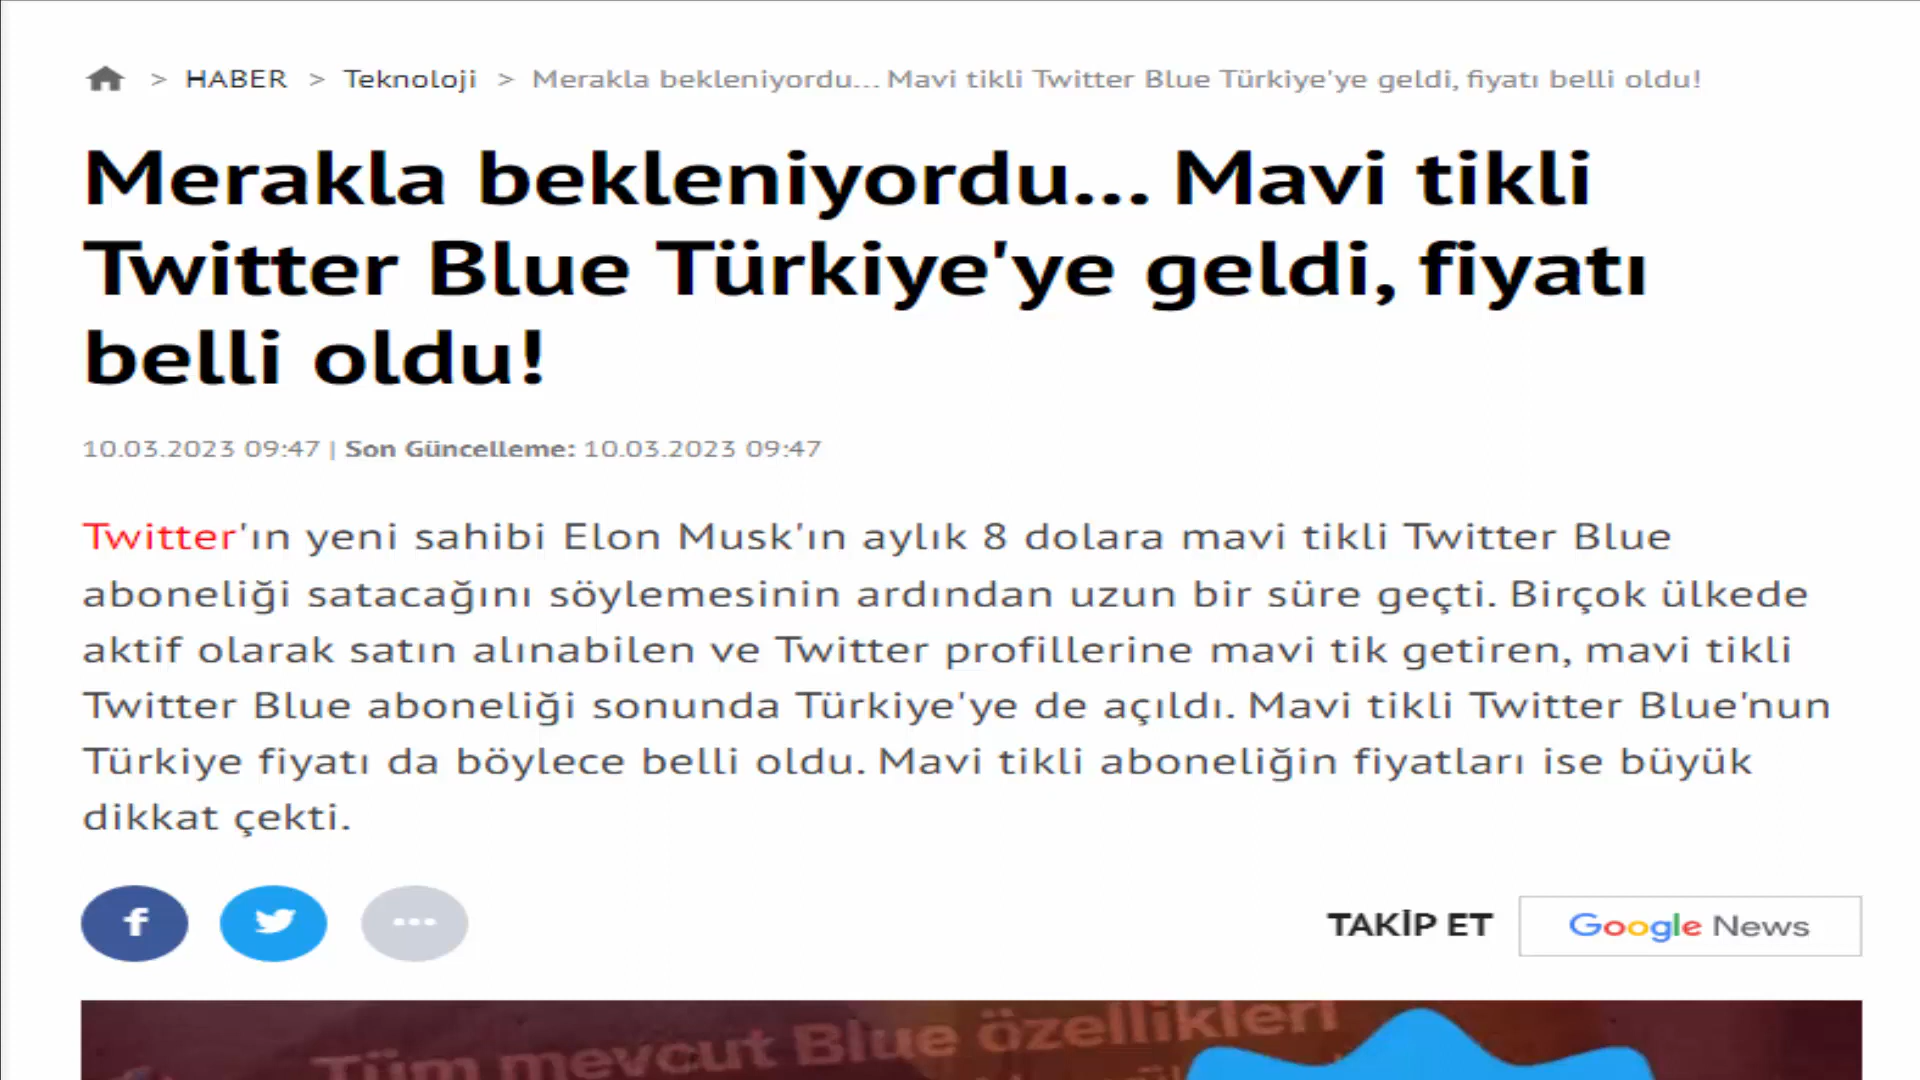 > HABER > Teknoloji > Merakla bekleniyordu... Mavi tikli Twitter Blue Türkiye'ye geldi, fiyatı belli oldu!
Merakla bekleniyordu... Mavi tikli
Twitter Blue Türkiye'ye geldi, fiyatı
belli oldu!
10.03.2023 09:47 | Son Güncelleme: 10.03.2023 09:47
Twitter'ın yeni sahibi Elon Musk'ın aylık 8 dolara mavi tikli Twitter Blue
aboneliği satacağını söylemesinin ardından uzun bir süre geçti. Birçok ülkede
aktif olarak satın alınabilen ve Twitter profillerine mavi tik getiren, mavi tikli
Twitter Blue aboneliği sonunda Türkiye'ye de açıldı. Mavi tikli Twitter Blue'nun
Türkiye fiyatı da böylece belli oldu. Mavi tikli aboneliğin fiyatları ise büyük
dikkat çekti.
TAKİP ET Google News
Tüm mevcut Blue özellikleri